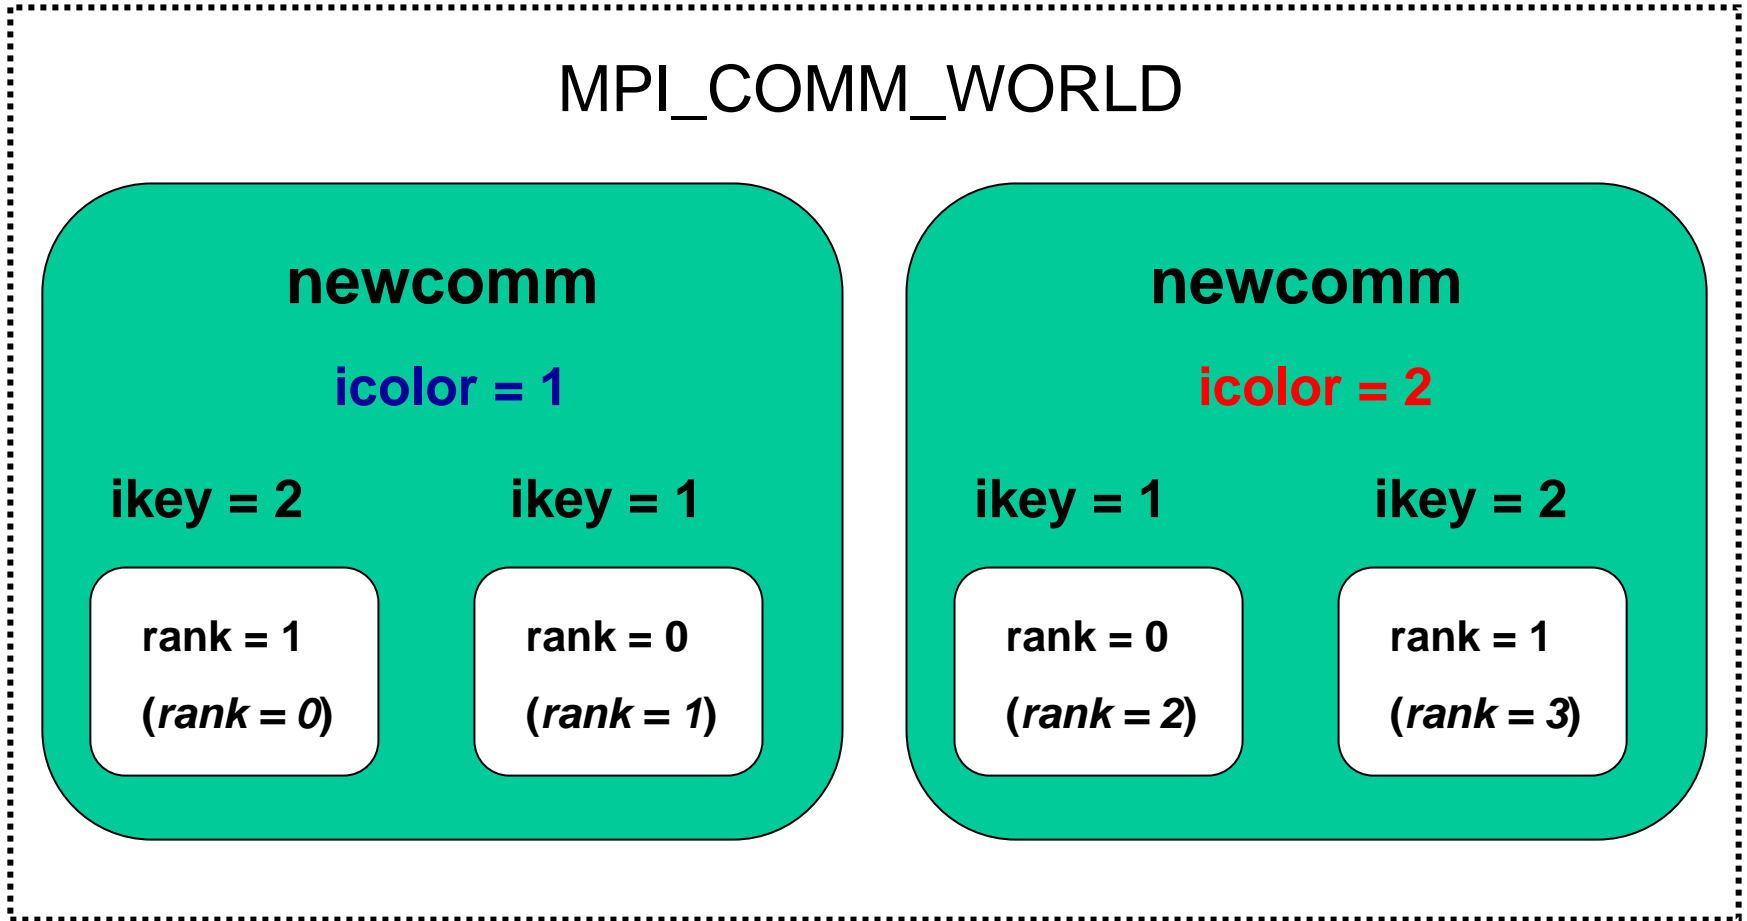 MPI_COMM_WORLD
newcomm
icolor = 1
ikey = 2
ikey = 1
rank = 1
(rank = 0)
rank = 0
(rank = 1)
newcomm
icolor = 2
ikey = 1
ikey = 2
rank = 0
(rank = 2)
rank = 1
(rank = 3)